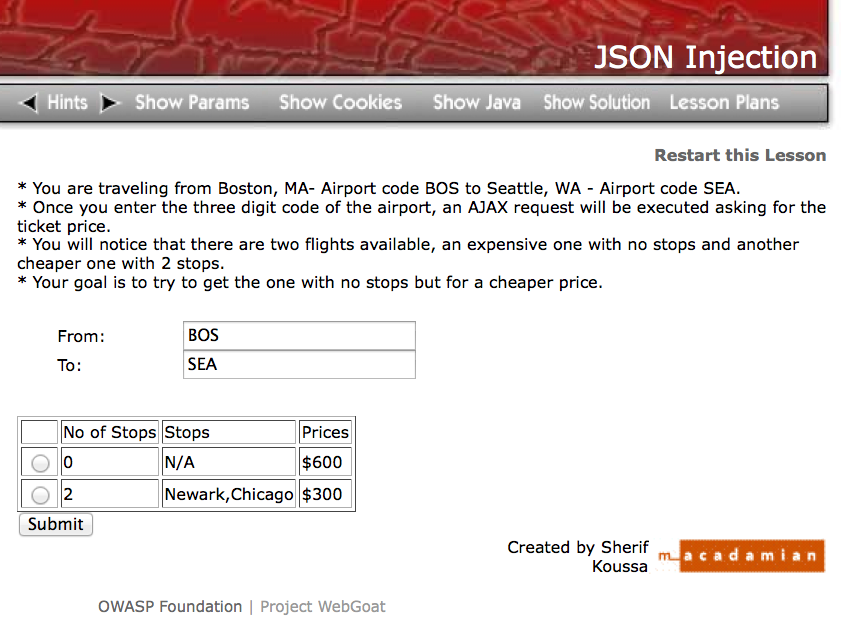 JSON Injection
Hints Show Params Show Cookies Show Java Show Solution Lesson Plans
Restart this Lesson
* You are traveling from Boston, MA- Airport code BOS to Seattle, WA - Airport code SEA.
* Once you enter the three digit code of the airport, an AJAX request will be executed asking for the
ticket price.
* You will notice that there are two flights available, an expensive one with no stops and another
cheaper one with 2 stops.
* Your goal is to try to get the one with no stops but for a cheaper price.
From: BOS
To: SEA
No of Stops Stops Prices
0 N/A $600
2 Newark,Chicago $300
Submit
Created by Sherif
Koussa
macadamian
OWASP Foundation | Project WebGoat